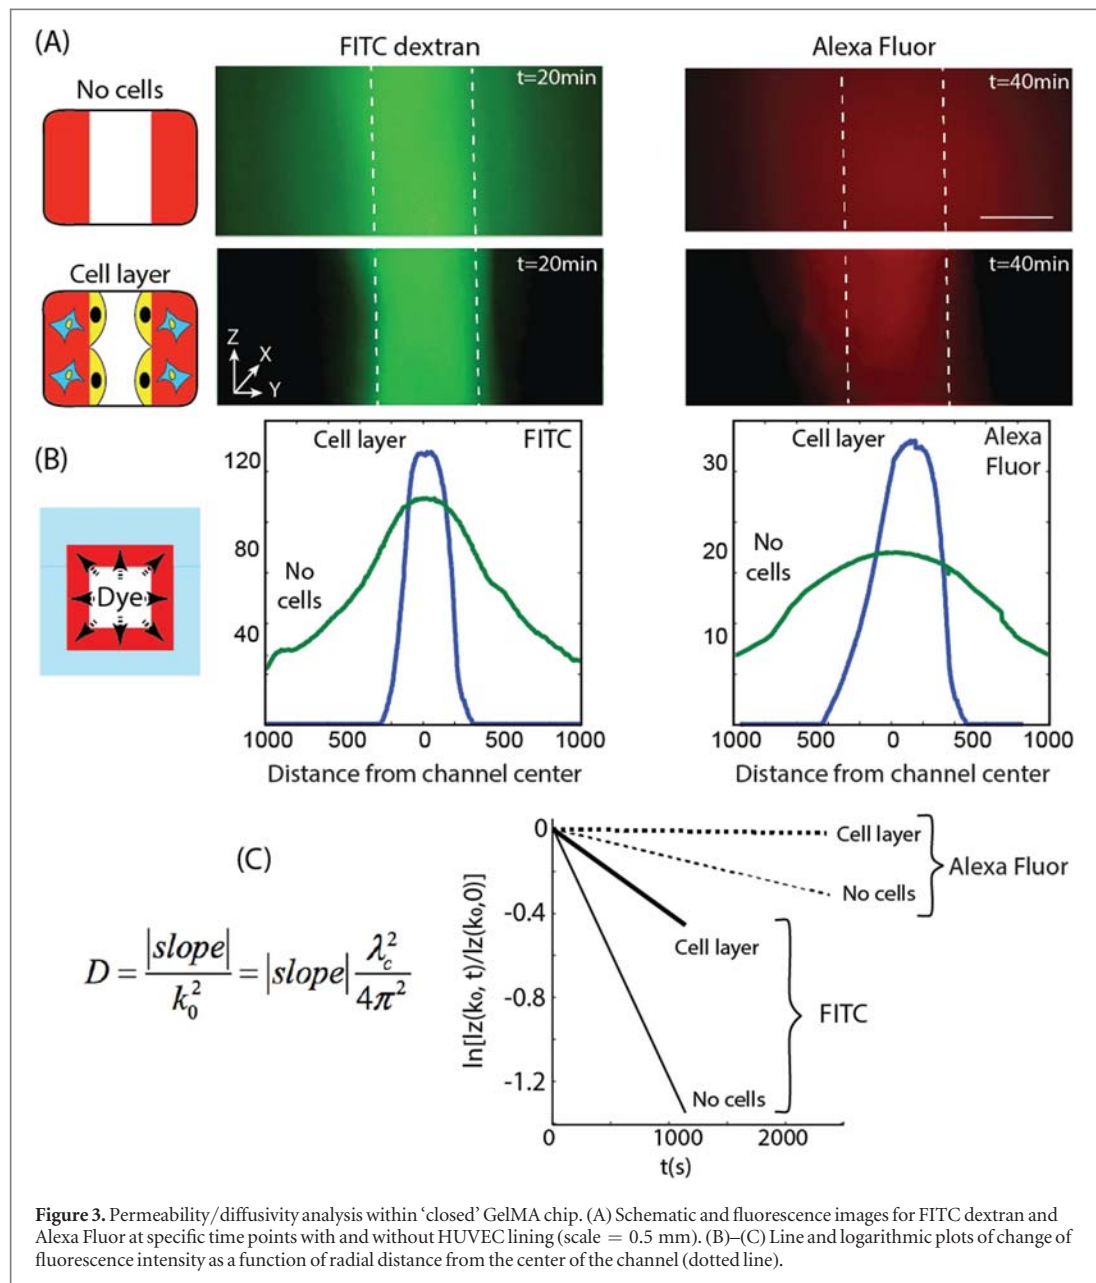 (A)
FITC dextran
Alexa Fluor
No cells
t=20min
t=40min
Cell layer
t=20min
t=40min
Z
X
Y
(B)
Dye
Cell layer
FITC
120
80
40
No
cells
1000 500 0 500 1000
Distance from channel center
Cell layer
Alexa
Fluor
30
20
10
No
cells
1000 500 0 500 1000
Distance from channel center
(C)
D = |slope| / k₀² = |slope| λ_c² / 4π²
ln[Iz(k₀, t)/Iz(k₀,0)]
0
-0.4
-0.8
-1.2
0 1000 2000
t(s)
Cell layer
No cells
Alexa Fluor
Cell layer
No cells
FITC
Figure 3. Permeability/diffusivity analysis within ‘closed’ GelMA chip. (A) Schematic and fluorescence images for FITC dextran and
Alexa Fluor at specific time points with and without HUVEC lining (scale = 0.5 mm). (B)–(C) Line and logarithmic plots of change of
fluorescence intensity as a function of radial distance from the center of the channel (dotted line).